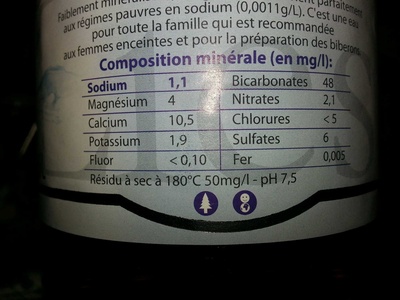 Faiblement minéral
parfaitement
aux régimes pauvres en sodium (0,0011g/L). C'est une eau
pour toute la famille qui est recommandée
aux femmes enceintes et pour la préparation des biberons
Composition minérale (en mg/l):
Sodium 1,1 Bicarbonates 48
Magnésium 4 Nitrates 2,1
Calcium 10,5 Chlorures <5
Potassium 1,9 Sulfates 6
Fluor <0,10 Fer 0,005
Résidu à sec à 180°C 50mg/l - pH 7,5